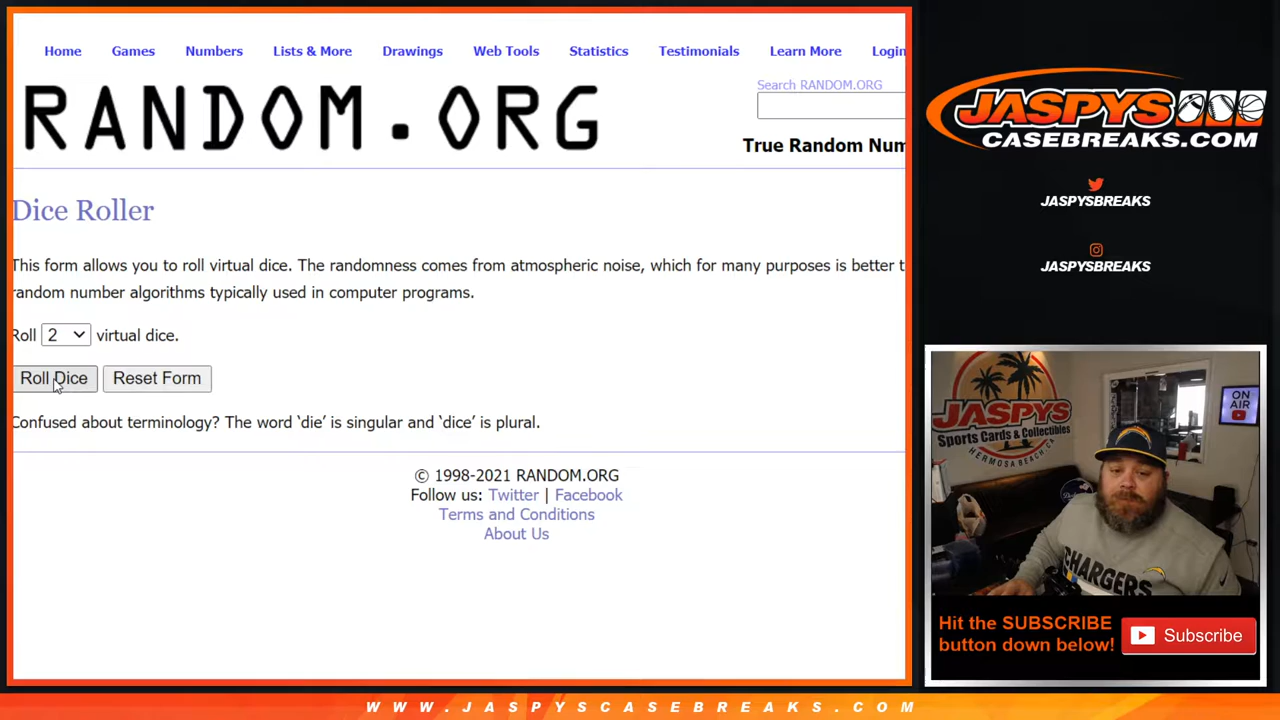 Home Games Numbers Lists & More Drawings Web Tools Statistics Testimonials Learn More Login
RANDOM.ORG
Search RANDOM.ORG
True Random Num
Dice Roller
This form allows you to roll virtual dice. The randomness comes from atmospheric noise, which for many purposes is better t
random number algorithms typically used in computer programs.
Roll 2 virtual dice.
Roll Dice Reset Form
Confused about terminology? The word ‘die’ is singular and ‘dice’ is plural.
© 1998-2021 RANDOM.ORG
Follow us: Twitter | Facebook
Terms and Conditions
About Us
JASPYS
CASEBREAKS.COM
JASPYSBREAKS
JASPYSBREAKS
JASPYS
Sports Cards & Collectibles
HERMOSA BEACH, CA
ON AIR
CHARGERS
Hit the SUBSCRIBE
button down below!
Subscribe
WWW.JASPYSCASEBREAKS.COM